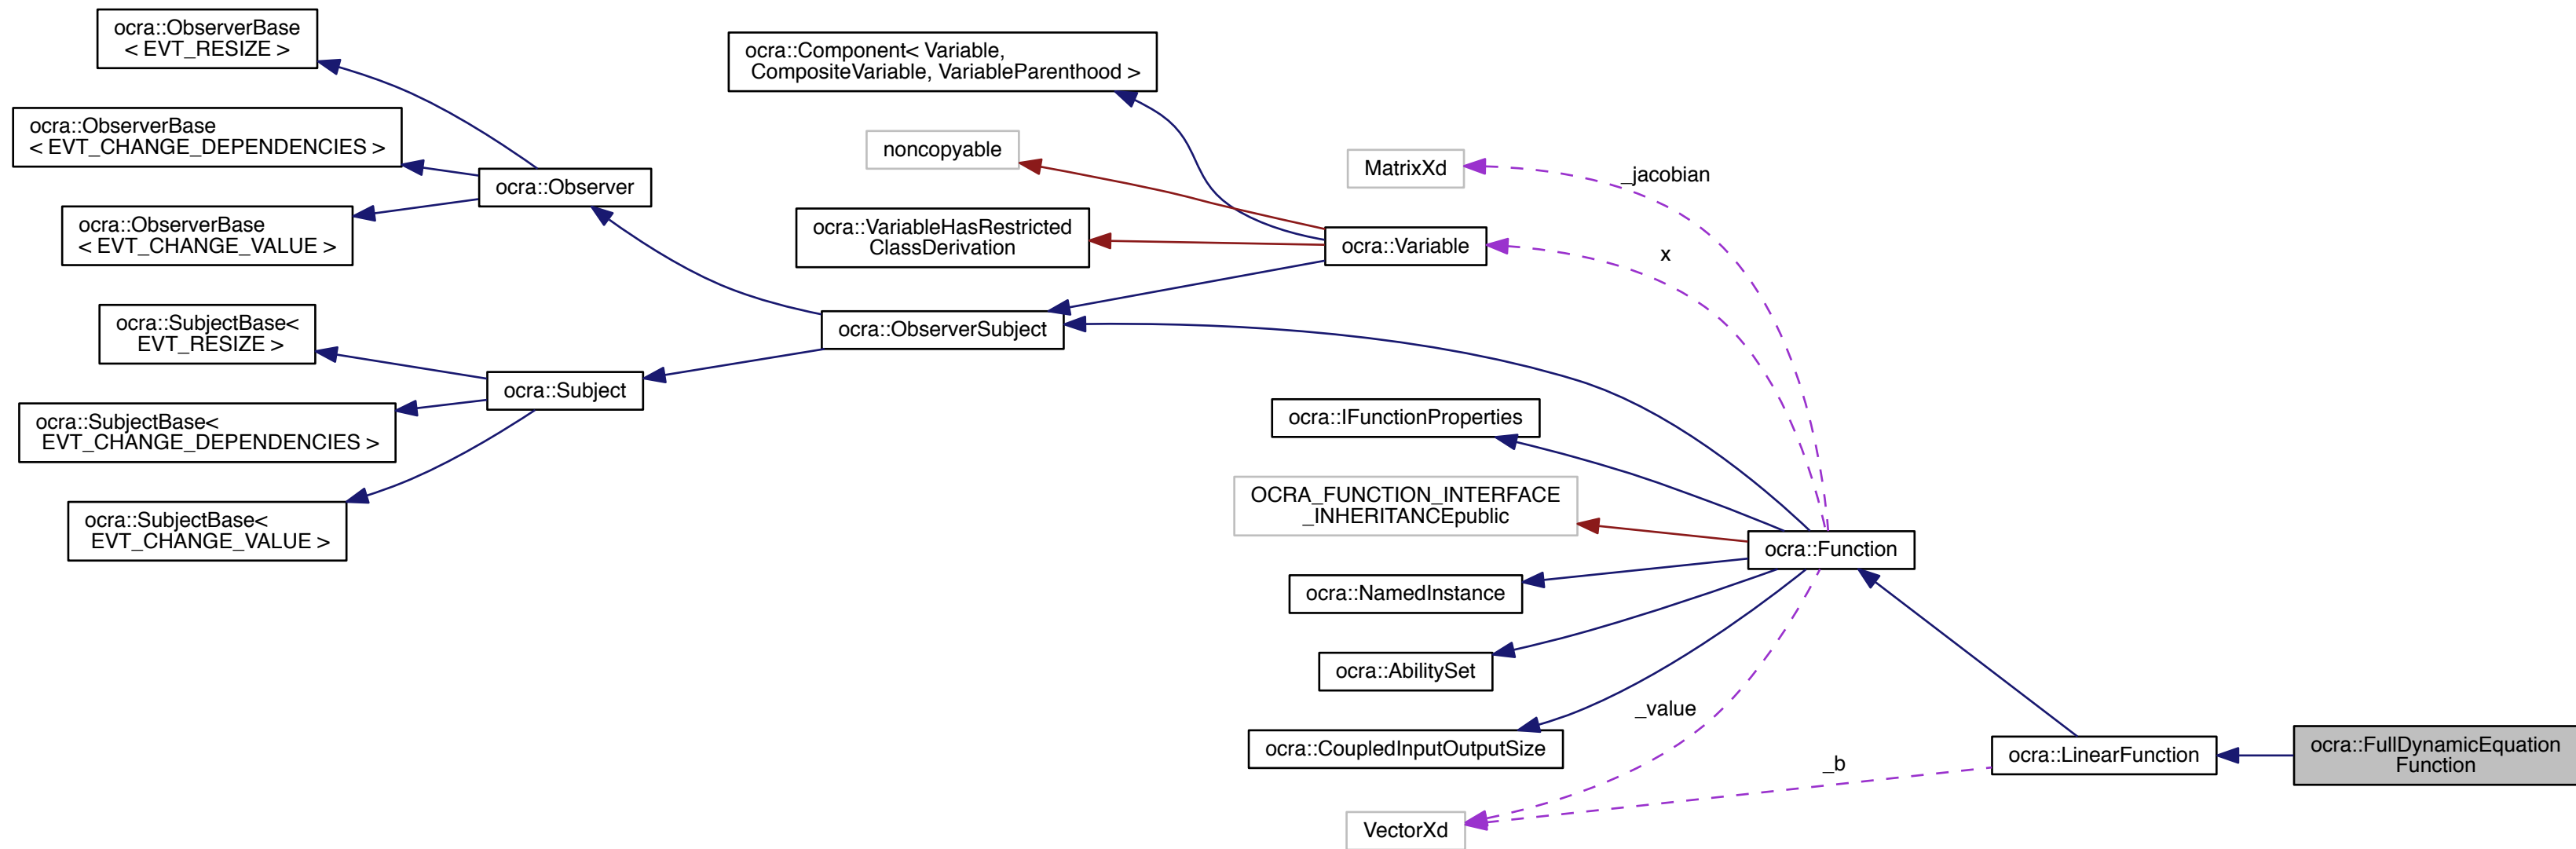 ocra::ObserverBase
< EVT_RESIZE >
ocra::ObserverBase
< EVT_CHANGE_DEPENDENCIES >
ocra::ObserverBase
< EVT_CHANGE_VALUE >
ocra::SubjectBase<
EVT_RESIZE >
ocra::SubjectBase<
EVT_CHANGE_DEPENDENCIES >
ocra::SubjectBase<
EVT_CHANGE_VALUE >
ocra::Observer
ocra::Subject
ocra::Component< Variable,
CompositeVariable, VariableParenthood >
noncopyable
ocra::VariableHasRestricted
ClassDerivation
ocra::ObserverSubject
MatrixXd
ocra::Variable
ocra::IFunctionProperties
OCRA_FUNCTION_INTERFACE
_INHERITANCEpublic
ocra::NamedInstance
ocra::AbilitySet
ocra::CoupledInputOutputSize
VectorXd
_jacobian
x
_value
_b
ocra::Function
ocra::LinearFunction
ocra::FullDynamicEquation
Function